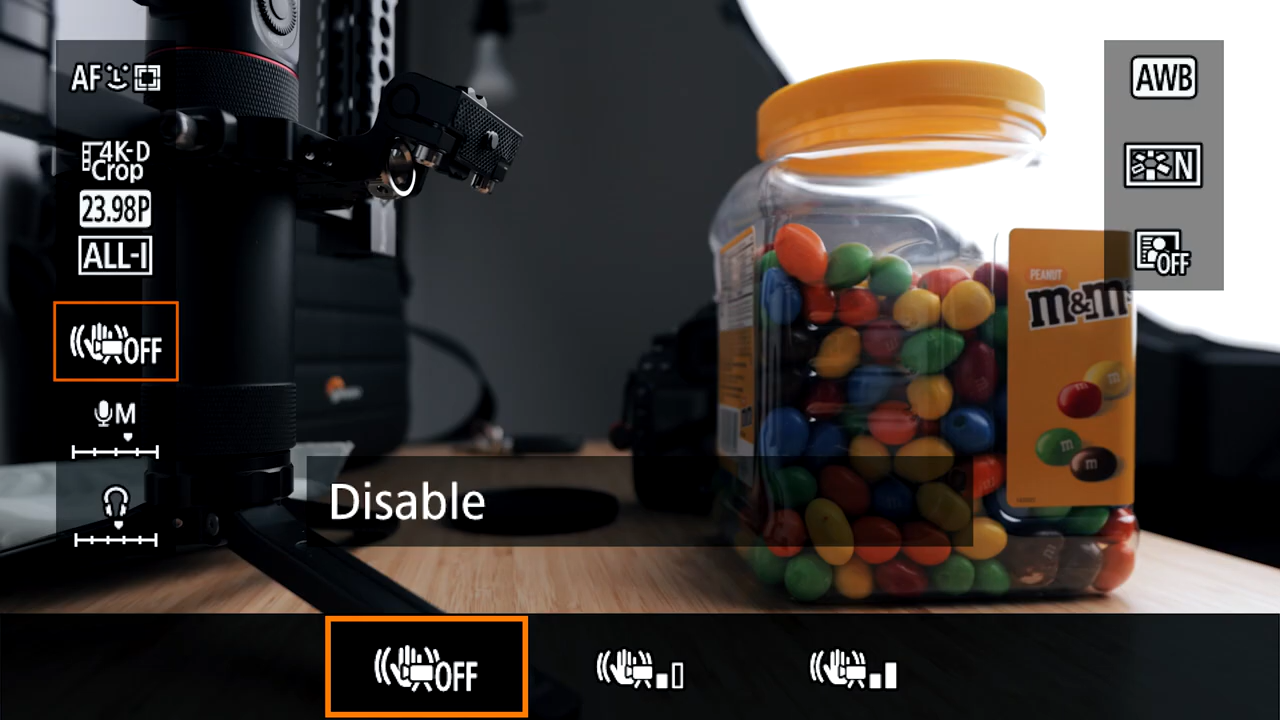 AF
4K-D
Crop
23.98P
ALL-I
OFF
M
Disable
OFF
AWB
N
OFF
PEANUT
m&m's
m
m
m
m